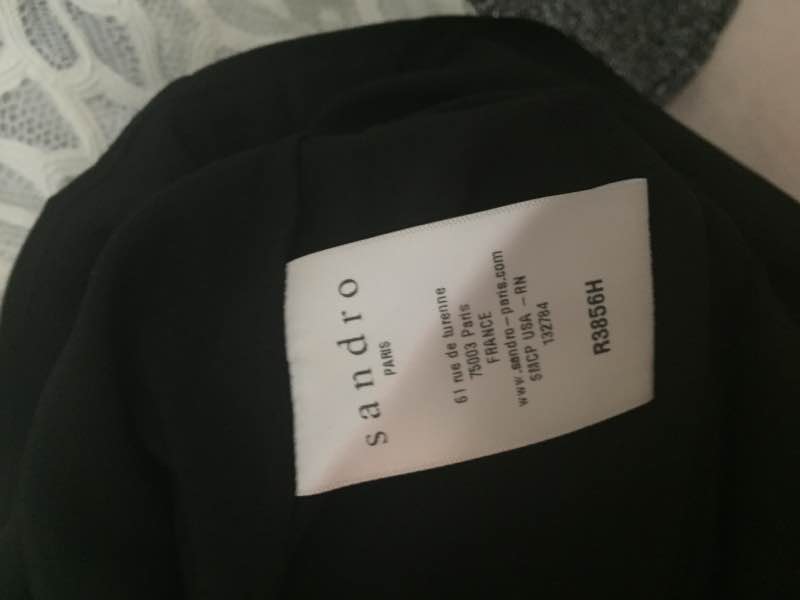 sandro
PARIS
61 rue de turenne
75003 Paris
FRANCE
www.sandro-paris.com
SMCP USA - RN
132784
R3856H